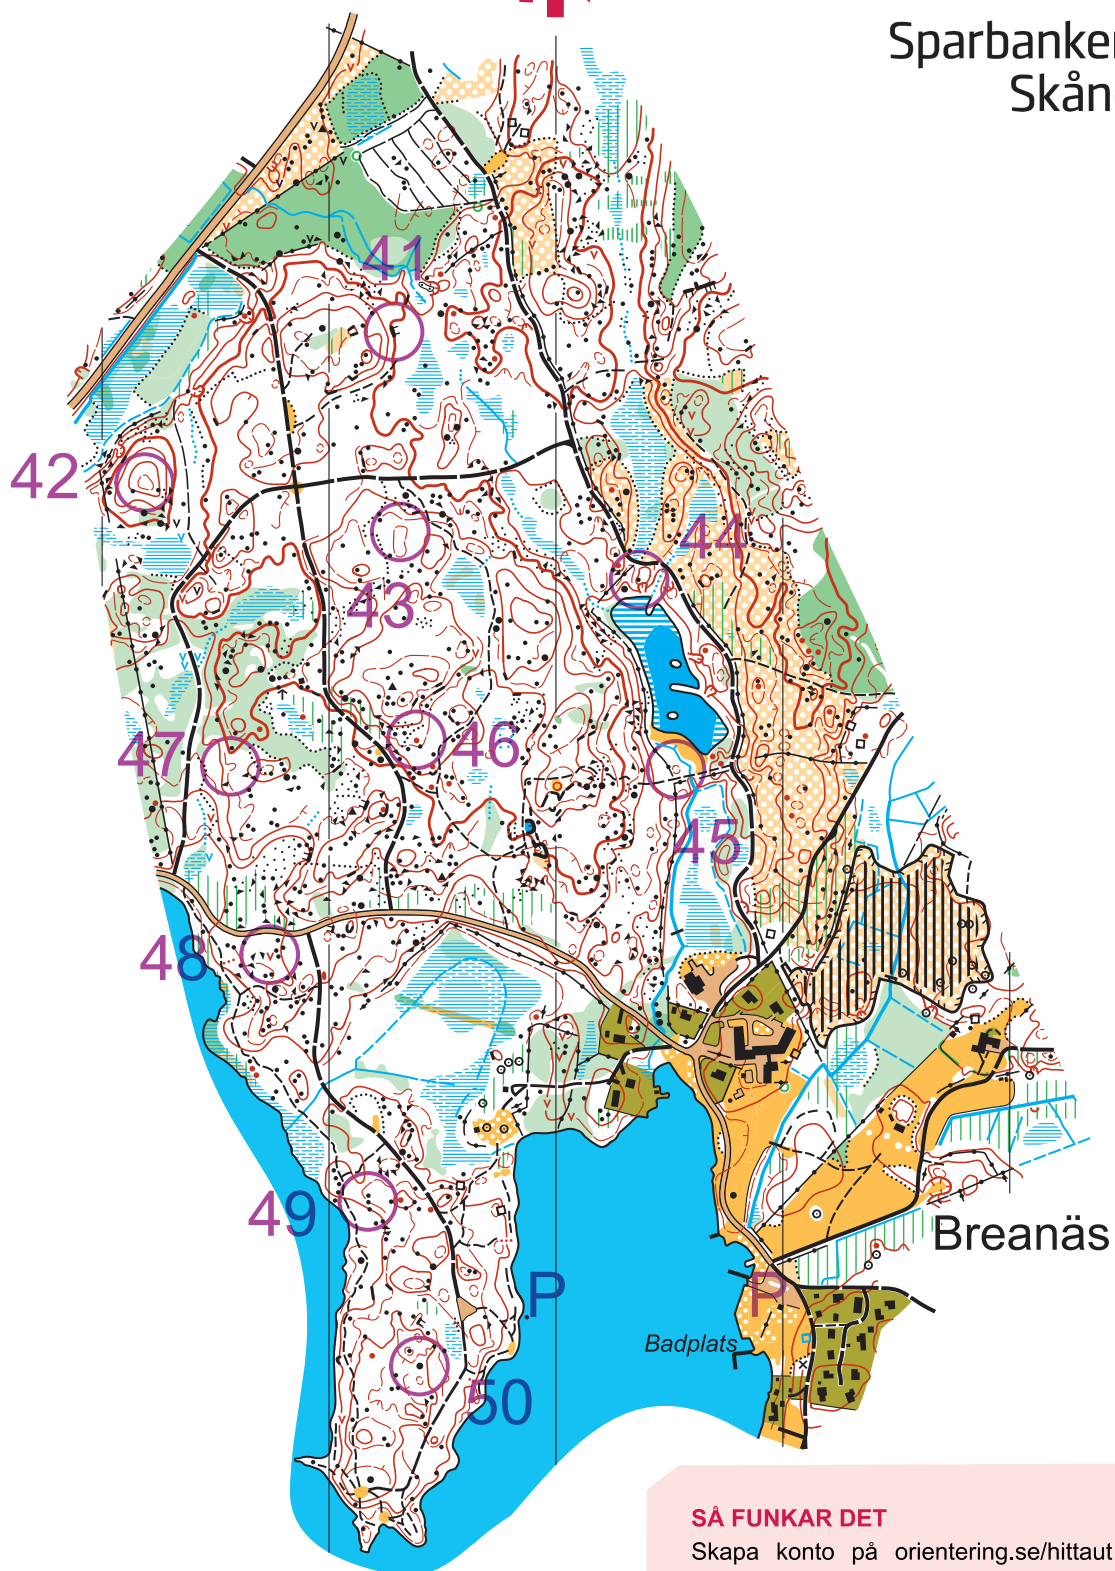 Sparbanken
Skån
41
42
44
43
47
46
45
48
49
Breanäs
P
P
Badplats
50
SÅ FUNKAR DET
Skapa konto på orientering.se/hittaut